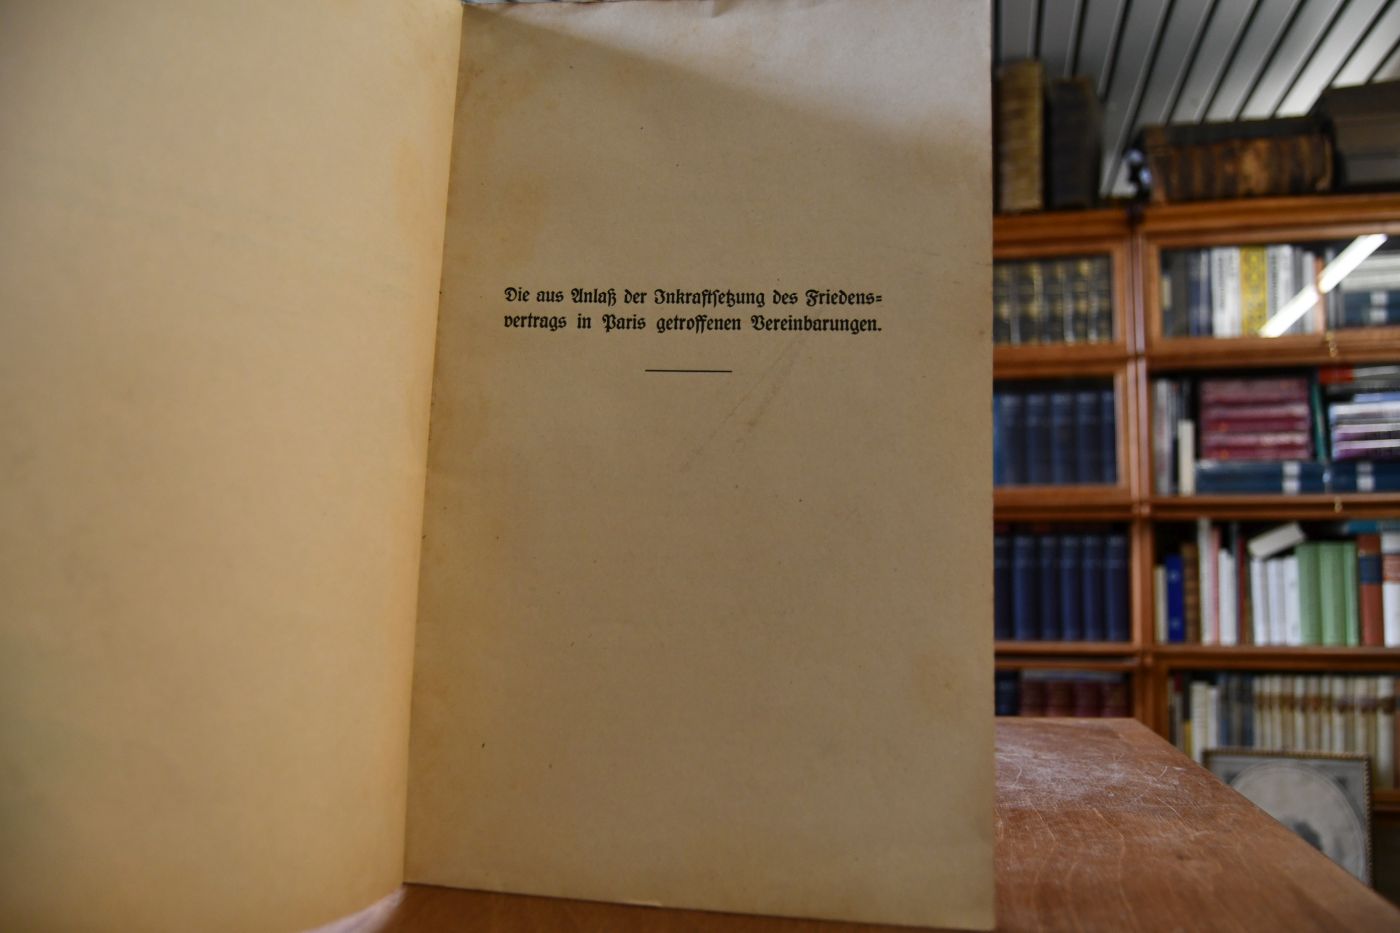 Die aus Anlaß der Inkraftsetzung des Friedens=
vertrags in Paris getroffenen Vereinbarungen.